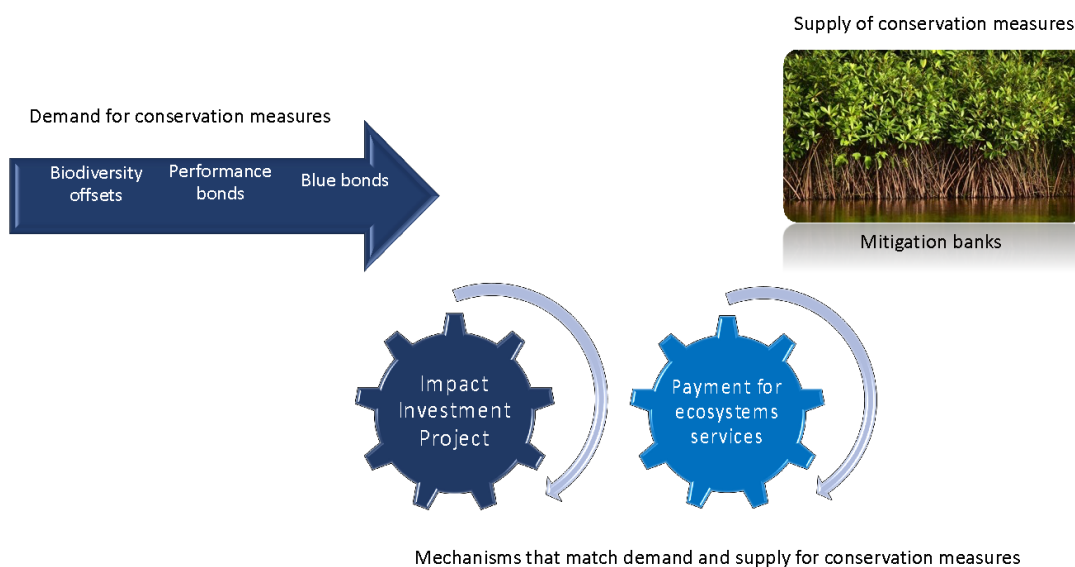 Supply of conservation measures
Demand for conservation measures
Biodiversity
offsets
Performance
bonds
Blue bonds
Mitigation banks
Impact
Investment
Project
Payment for
ecosystems
services
Mechanisms that match demand and supply for conservation measures